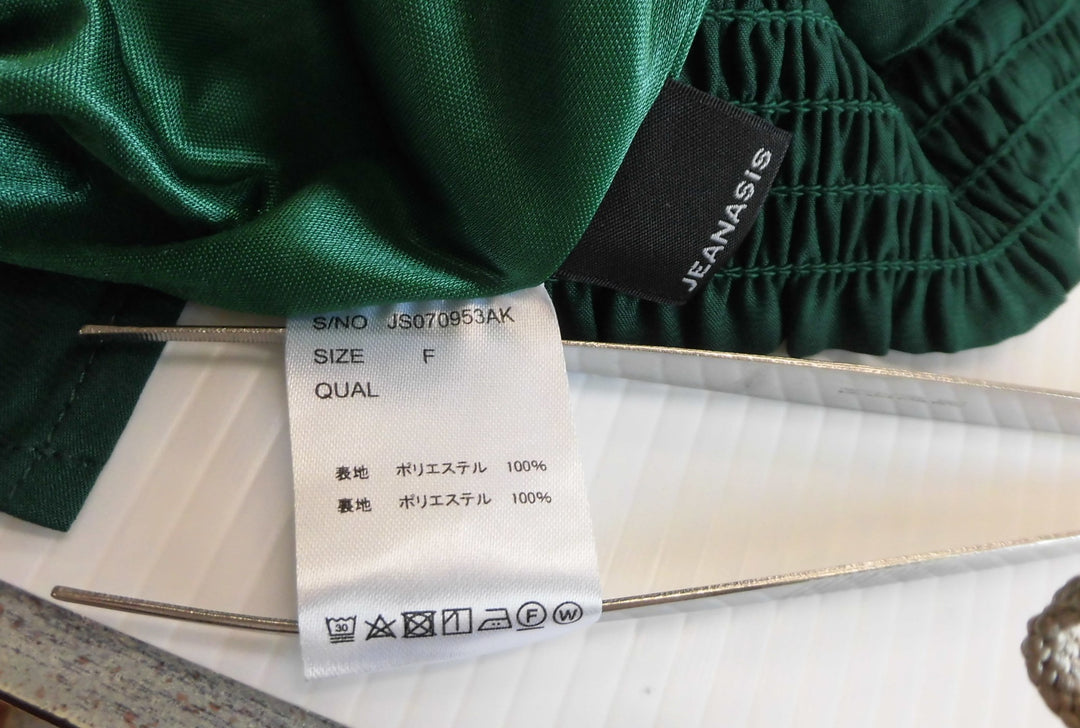 JEANASIS
S/NO JS070953AK
SIZE F
QUAL
表地 ポリエステル 100%
裏地 ポリエステル 100%
30 F W